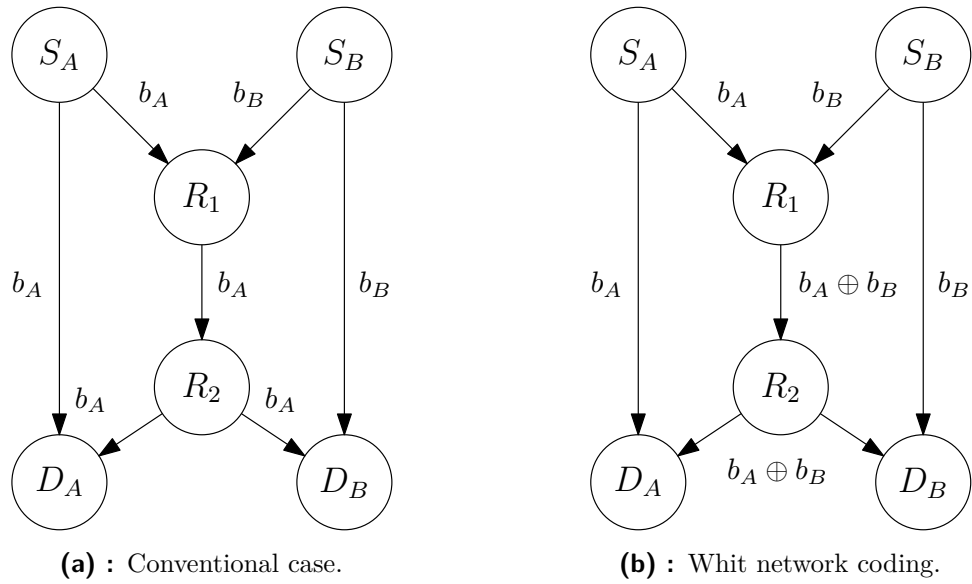 S_A S_B S_A S_B
b_A b_B b_A b_B
R_1 R_1
b_A b_A b_B b_A b_A ⊕ b_B b_B
R_2 R_2
b_A b_A
D_A D_B D_A b_A ⊕ b_B D_B
(a) : Conventional case. (b) : Whit network coding.